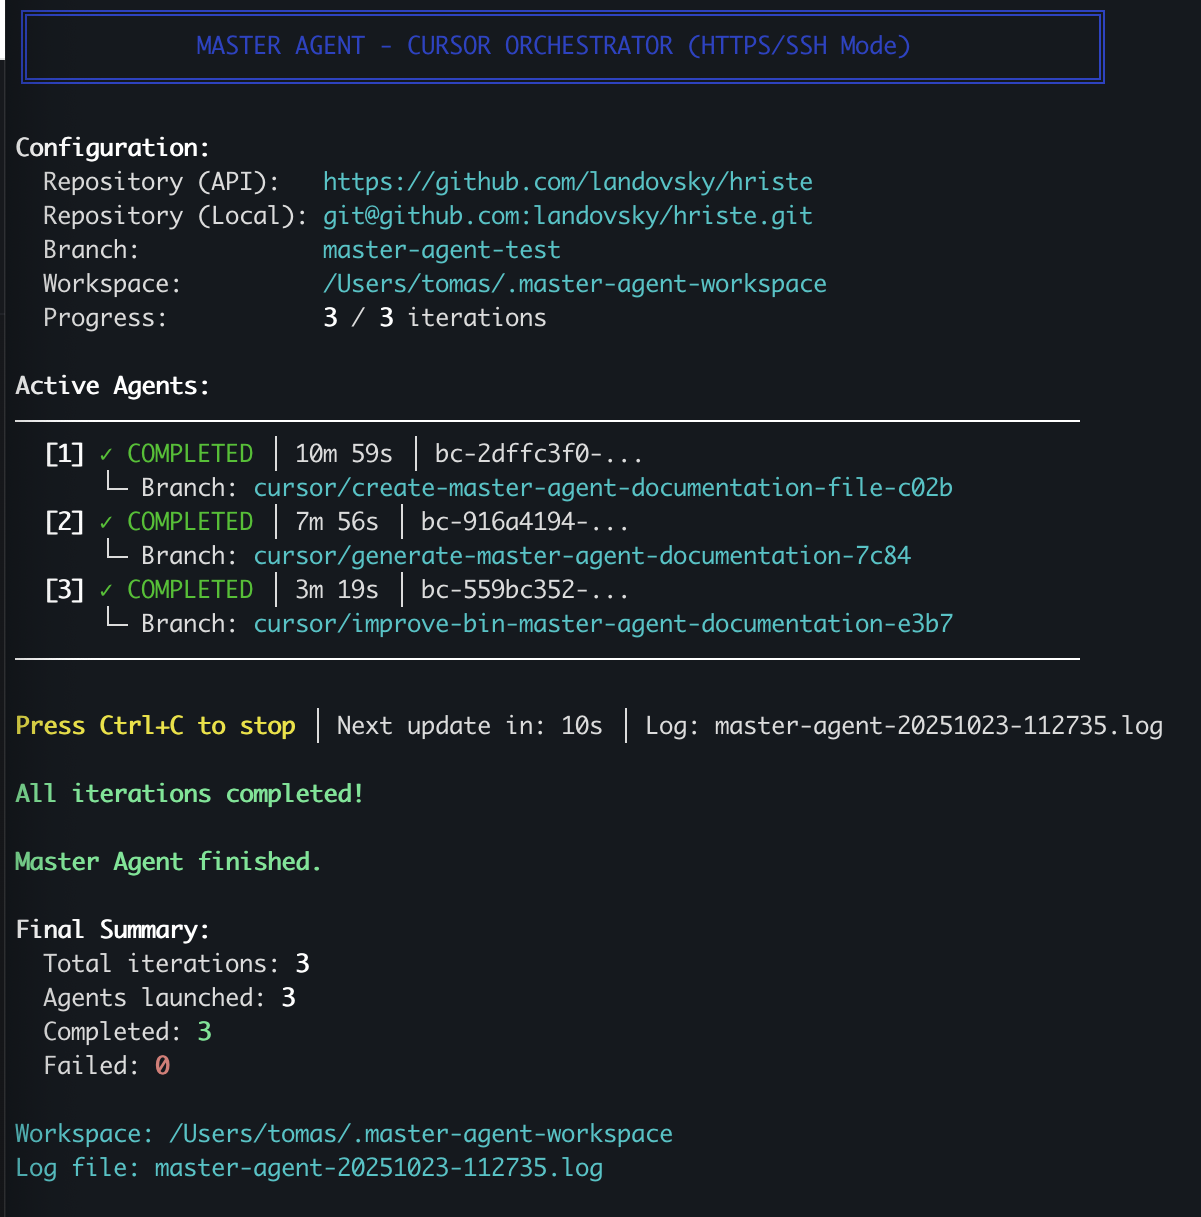 MASTER AGENT - CURSOR ORCHESTRATOR (HTTPS/SSH Mode)
Configuration:
Repository (API): https://github.com/landovsky/hriste
Repository (Local): git@github.com:landovsky/hriste.git
Branch: master-agent-test
Workspace: /Users/tomas/.master-agent-workspace
Progress: 3 / 3 iterations
Active Agents:
[1] ✓ COMPLETED │ 10m 59s │ bc-2dffc3f0-...
└─ Branch: cursor/create-master-agent-documentation-file-c02b
[2] ✓ COMPLETED │ 7m 56s │ bc-916a4194-...
└─ Branch: cursor/generate-master-agent-documentation-7c84
[3] ✓ COMPLETED │ 3m 19s │ bc-559bc352-...
└─ Branch: cursor/improve-bin-master-agent-documentation-e3b7
Press Ctrl+C to stop │ Next update in: 10s │ Log: master-agent-20251023-112735.log
All iterations completed!
Master Agent finished.
Final Summary:
Total iterations: 3
Agents launched: 3
Completed: 3
Failed: 0
Workspace: /Users/tomas/.master-agent-workspace
Log file: master-agent-20251023-112735.log